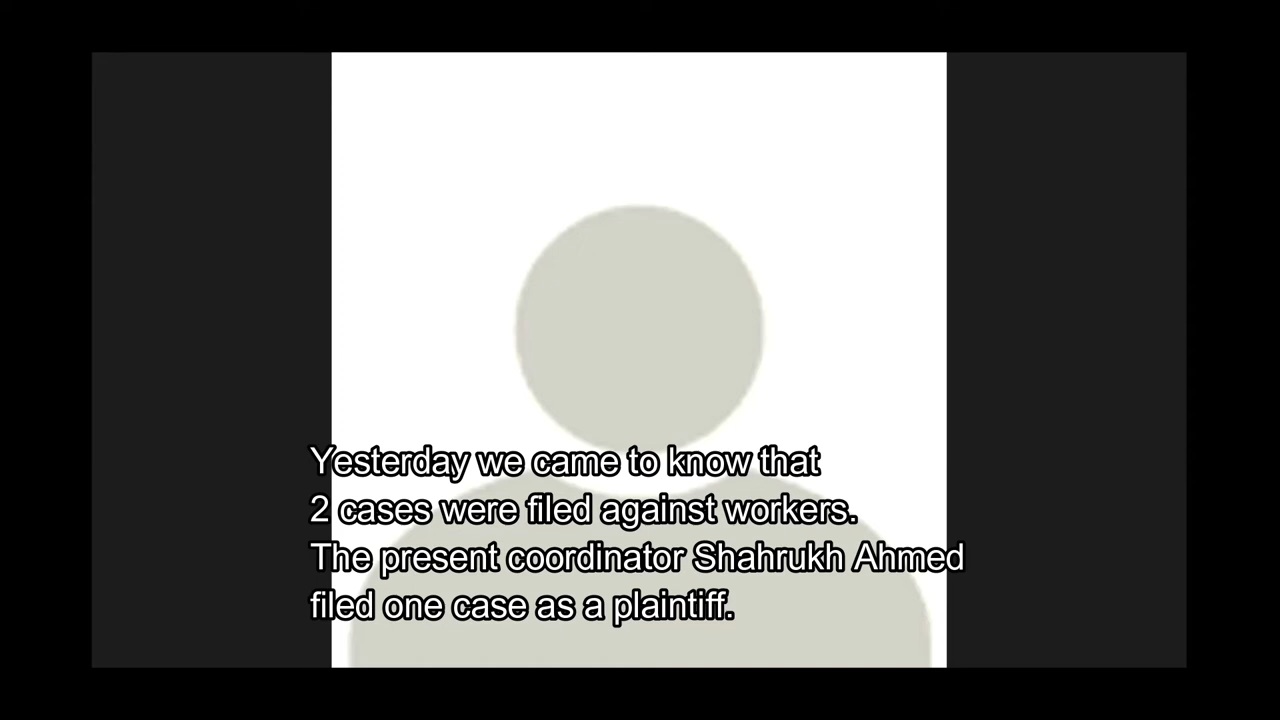 Yesterday we came to know that
2 cases were filed against workers.
The present coordinator Shahrukh Ahmed
filed one case as a plaintiff.